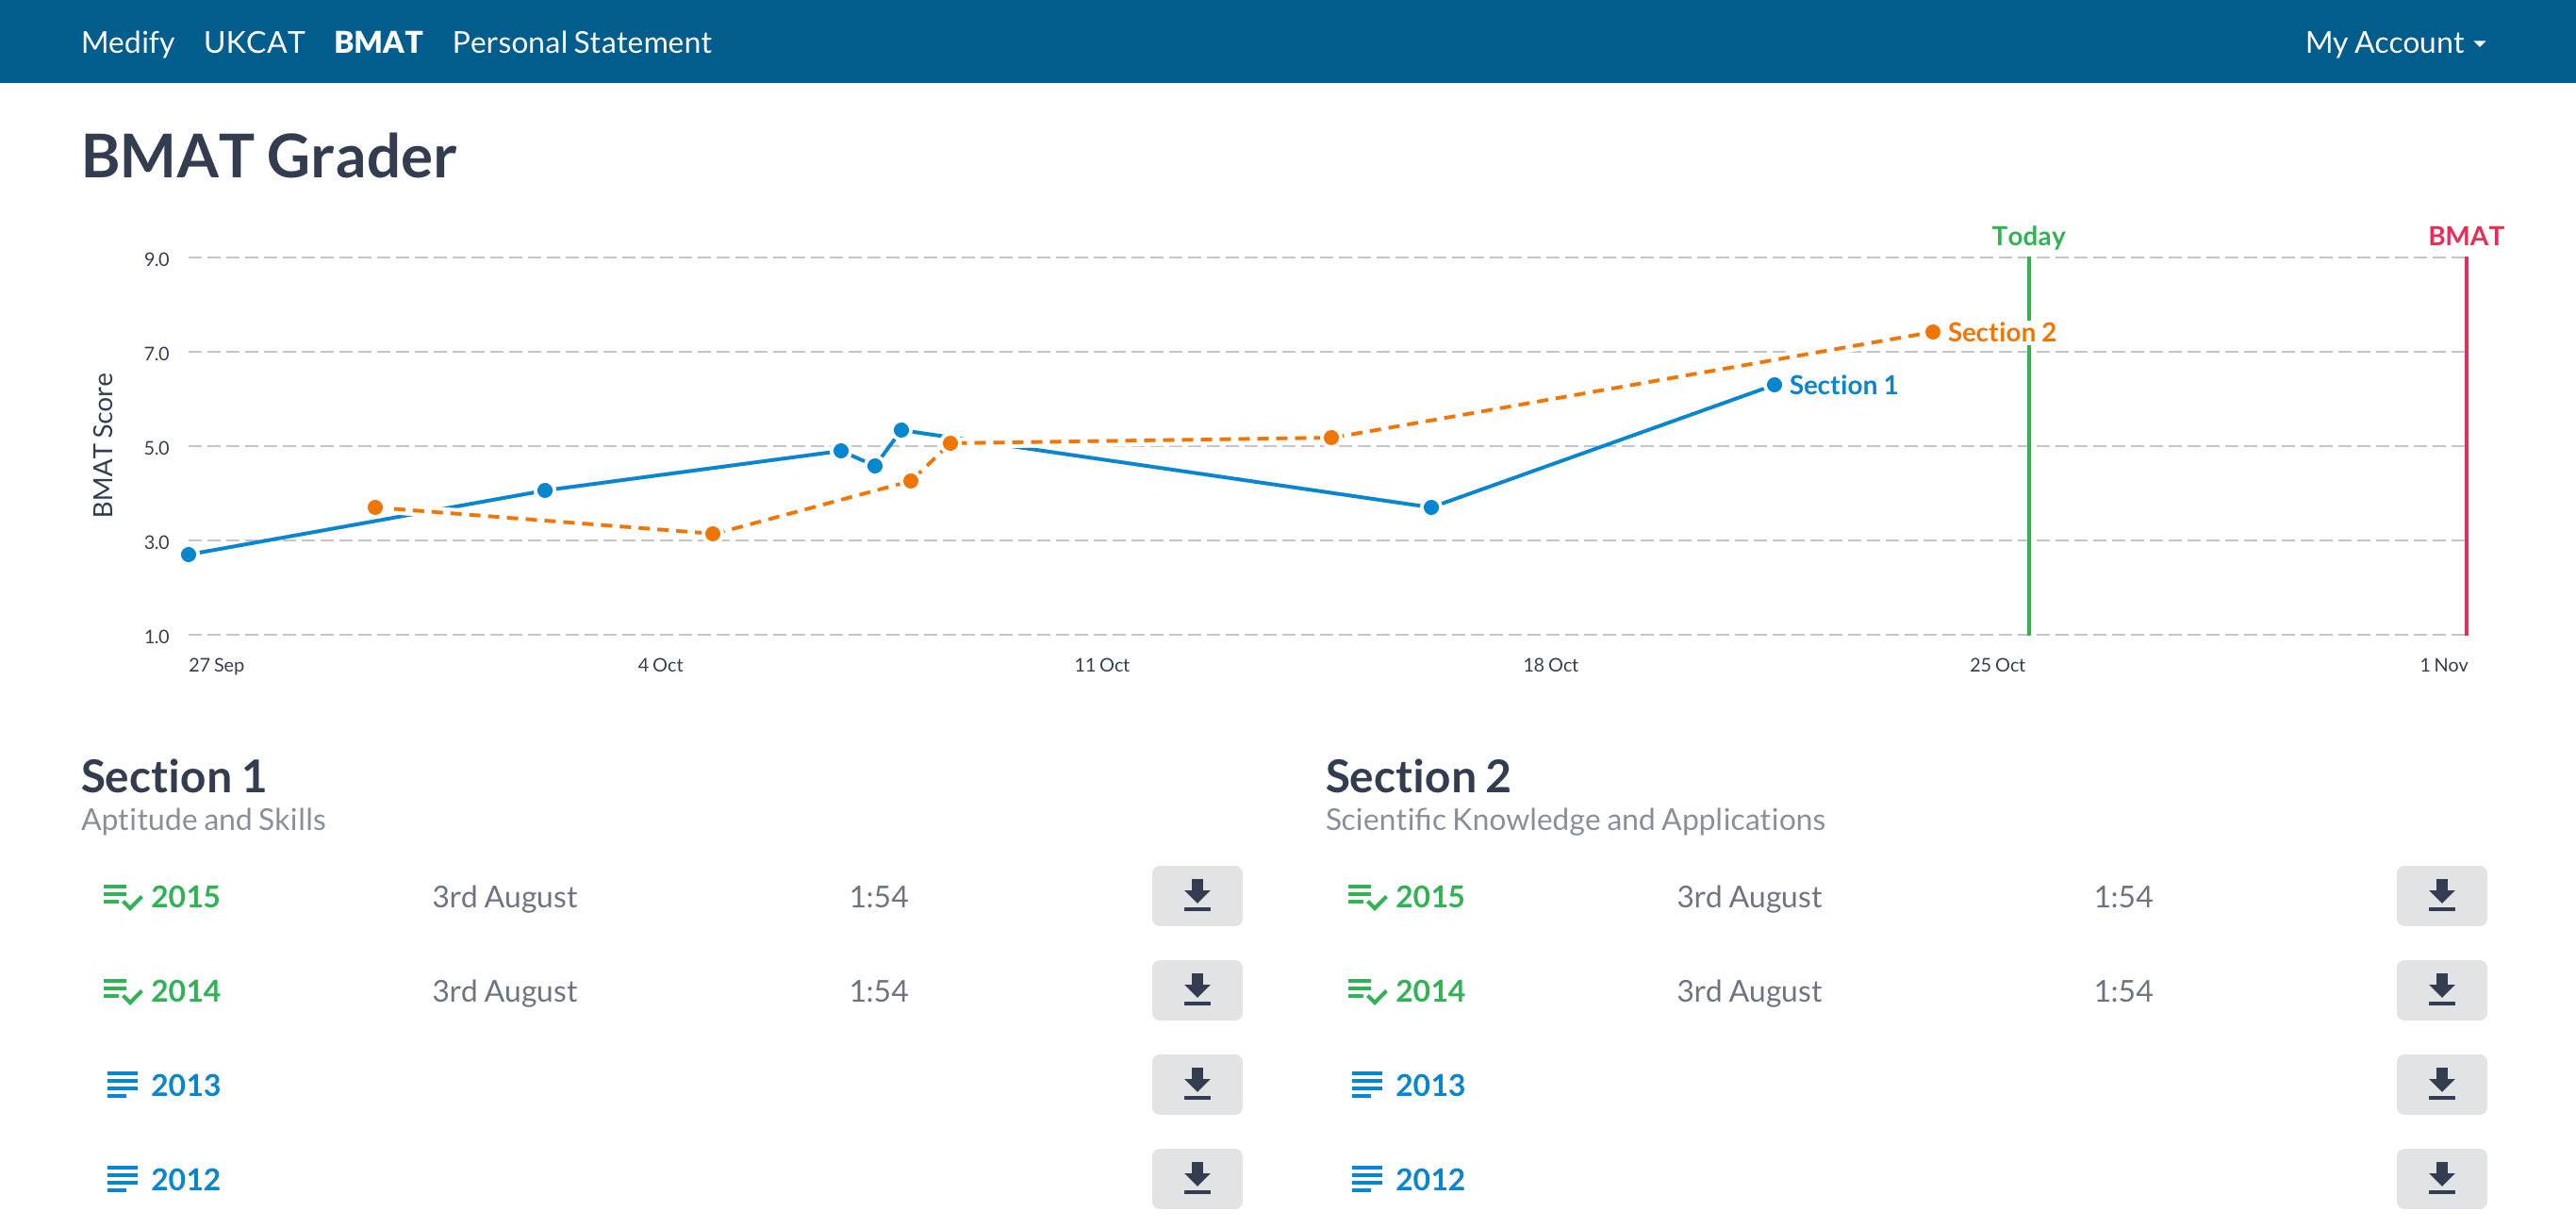 Medify UKCAT BMAT Personal Statement My Account
BMAT Grader
Today BMAT
9.0
Section 2
7.0
Section 1
BMAT Score
5.0
3.0
1.0
27 Sep 4 Oct 11 Oct 18 Oct 25 Oct 1 Nov
Section 1
Aptitude and Skills
2015 3rd August 1:54
2014 3rd August 1:54
2013
2012
Section 2
Scientific Knowledge and Applications
2015 3rd August 1:54
2014 3rd August 1:54
2013
2012